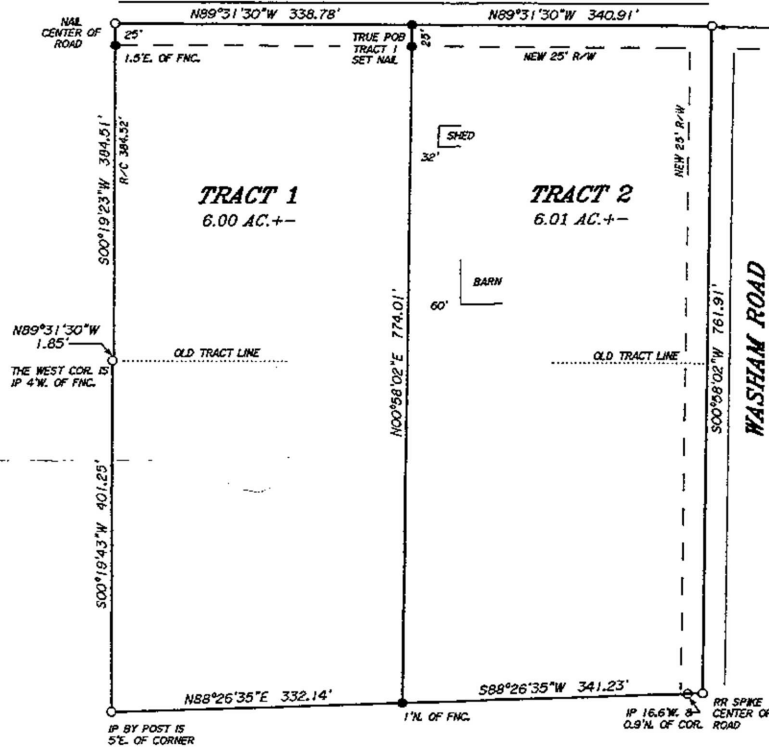 N89°31'30"W 338.78'
N89°31'30"W 340.91'
NAIL
CENTER OF
ROAD
25'
1.5'E. OF FNC.
TRUE POB
TRACT 1
SET NAIL
25'
NEW 25' R/W
S00°19'23"W 384.51'
R/C 384.52'
SHED
32'
NEW 25' R/W
TRACT 1
6.00 AC.+-
TRACT 2
6.01 AC.+-
BARN
60'
N00°58'02"E 774.01'
S00°58'02"W 761.91'
WASHAM ROAD
N89°31'30"W
1.85'
OLD TRACT LINE
OLD TRACT LINE
THE WEST COR. IS
IP 4'W. OF FNC.
S00°19'43"W 401.25'
N88°26'35"E 332.14'
S88°26'35"W 341.23'
IP BY POST IS
5'E. OF CORNER
1'N. OF FNC.
IP 16.6'W. &
0.9'N. OF COR.
RR SPIKE
CENTER OF
ROAD